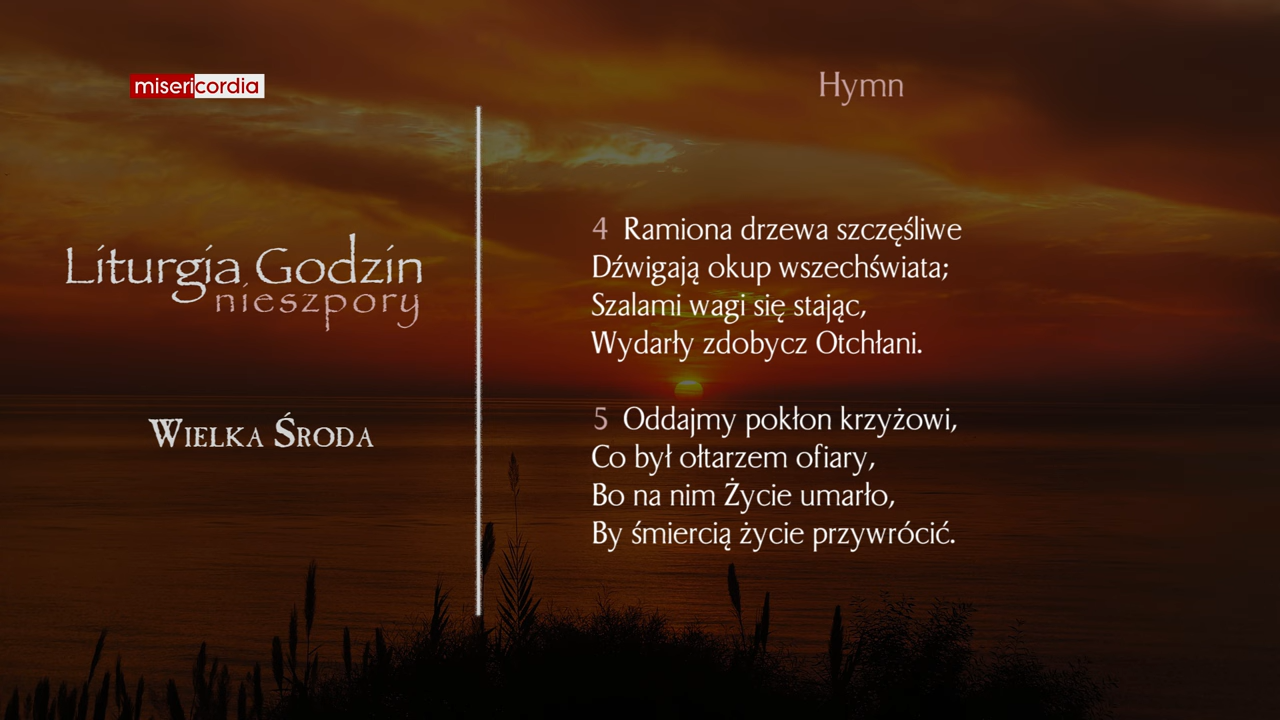 misericordia
Hymn
Liturgia Godzin
nieszpory
Wielka Środa
4 Ramiona drzewa szczęśliwe
Dźwigają okup wszechświata;
Szalami wagi się stając,
Wydarły zdobycz Otchłani.
5 Oddajmy pokłon krzyżowi,
Co był ołtarzem ofiary,
Bo na nim Życie umarło,
By śmiercią życie przywrócić.